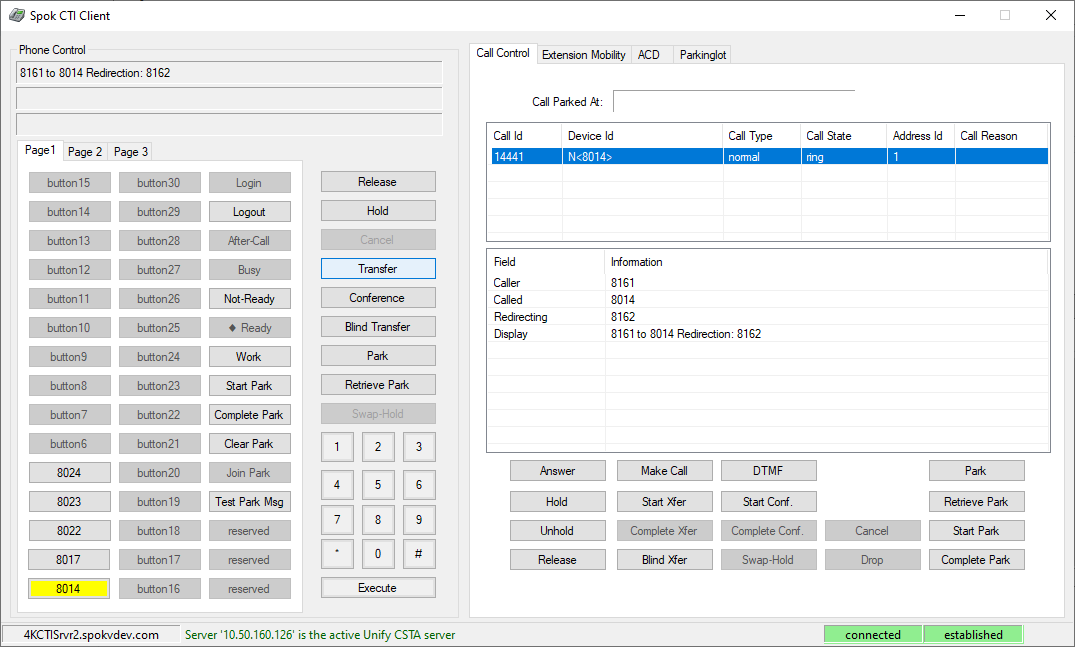 Spok CTI Client
Phone Control
8161 to 8014 Redirection: 8162
Page1 Page 2 Page 3
button15 button30 Login
button14 button29 Logout
button13 button28 After-Call
button12 button27 Busy
button11 button26 Not-Ready
button10 button25 ♦ Ready
button9 button24 Work
button8 button23 Start Park
button7 button22 Complete Park
button6 button21 Clear Park
8024 button20 Join Park
8023 button19 Test Park Msg
8022 button18 reserved
8017 button17 reserved
8014 button16 reserved
Release
Hold
Cancel
Transfer
Conference
Blind Transfer
Park
Retrieve Park
Swap-Hold
1 2 3
4 5 6
7 8 9
* 0 #
Execute
Call Control Extension Mobility ACD Parkinglot
Call Parked At:
Call Id Device Id Call Type Call State Address Id Call Reason
14441 N<8014> normal ring 1
Field Information
Caller 8161
Called 8014
Redirecting 8162
Display 8161 to 8014 Redirection: 8162
Answer Make Call DTMF Park
Hold Start Xfer Start Conf. Retrieve Park
Unhold Complete Xfer Complete Conf. Cancel Start Park
Release Blind Xfer Swap-Hold Drop Complete Park
4KCTISrvr2.spokvdev.com Server '10.50.160.126' is the active Unify CSTA server connected established